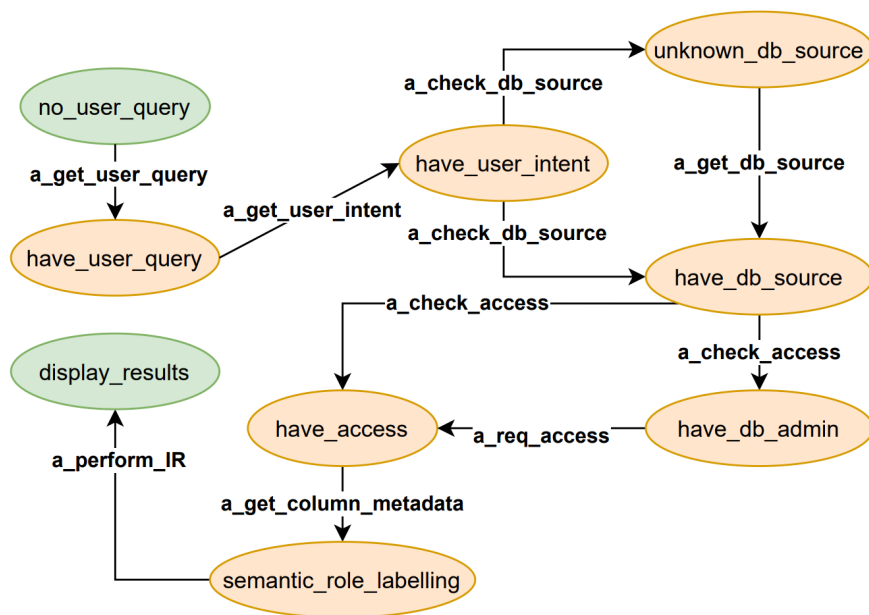 unknown_db_source
a_check_db_source
no_user_query
have_user_intent
a_get_db_source
a_get_user_query
a_get_user_intent
a_check_db_source
have_user_query
have_db_source
a_check_access
a_check_access
display_results
have_access
a_req_access
have_db_admin
a_perform_IR
a_get_column_metadata
semantic_role_labelling